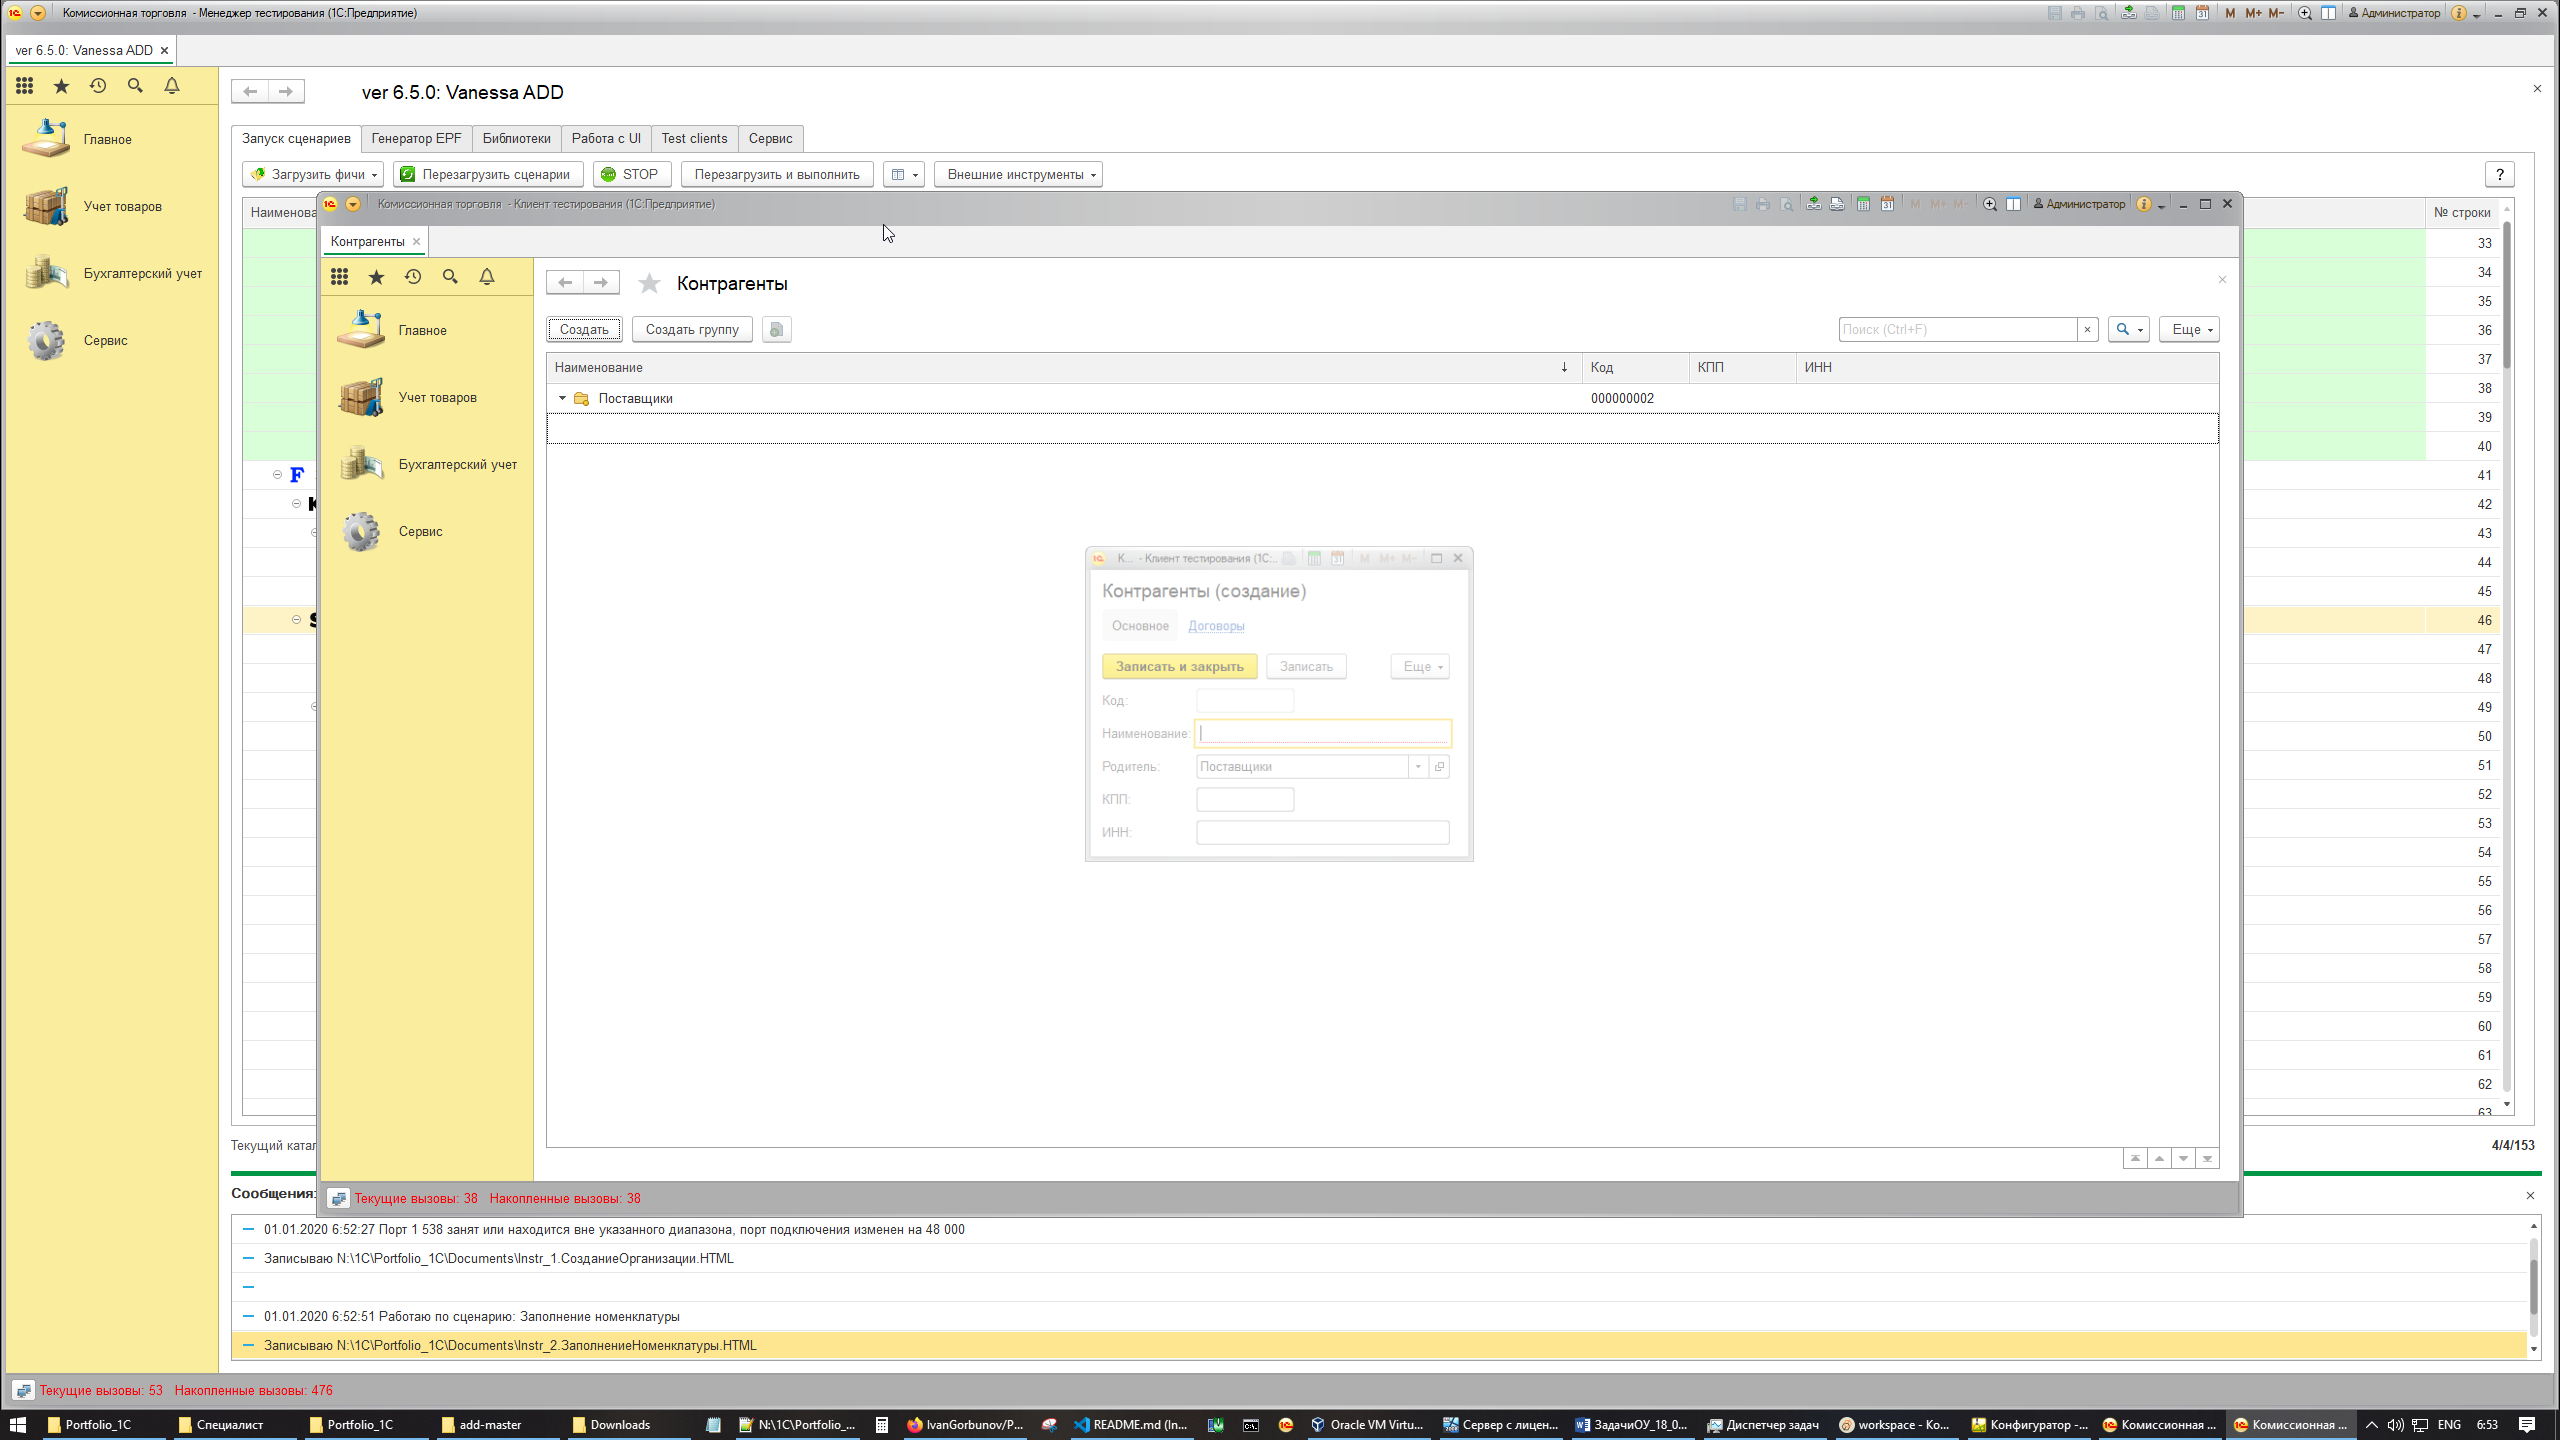 Комиссионная торговля - Менеджер тестирования (1С:Предприятие)
M M+ M- Администратор
ver 6.5.0: Vanessa ADD
ver 6.5.0: Vanessa ADD
Главное
Учет товаров
Бухгалтерский учет
Сервис
Запуск сценариев Генератор EPF Библиотеки Работа с UI Test clients Сервис
Загрузить фичи Перезагрузить сценарии STOP Перезагрузить и выполнить Внешние инструменты ?
№ строки
33
34
35
36
37
38
39
40
F 41
42
43
44
45
46
47
48
49
50
51
52
53
54
55
56
57
58
59
60
61
62
63
Комиссионная торговля - Клиент тестирования (1С:Предприятие)
M M+ M- Администратор
Контрагенты
Контрагенты
Главное
Учет товаров
Бухгалтерский учет
Сервис
Создать Создать группу Поиск (Ctrl+F) Еще
Наименование Код КПП ИНН
Поставщики 000000002
К... - Клиент тестирования (1С:... M M+ M-
Контрагенты (создание)
Основное Договоры
Записать и закрыть Записать Еще
Код:
Наименование:
Родитель: Поставщики
КПП:
ИНН:
Текущие вызовы: 38 Накопленные вызовы: 38
4/4/153
Сообщения:
01.01.2020 6:52:27 Порт 1 538 занят или находится вне указанного диапазона, порт подключения изменен на 48 000
Записываю N:\1C\Portfolio_1C\Documents\Instr_1.СозданиеОрганизации.HTML
01.01.2020 6:52:51 Работаю по сценарию: Заполнение номенклатуры
Записываю N:\1C\Portfolio_1C\Documents\Instr_2.ЗаполнениеНоменклатуры.HTML
Текущие вызовы: 53 Накопленные вызовы: 476
Portfolio_1C Специалист Portfolio_1C add-master Downloads N:\1C\Portfolio_... IvanGorbunov/P... README.md (In... Oracle VM Virtu... Сервер с лицен... ЗадачиОУ_18_0... Диспетчер задач workspace - Ко... Конфигуратор -... Комиссионная ... Комиссионная ... ENG 6:53